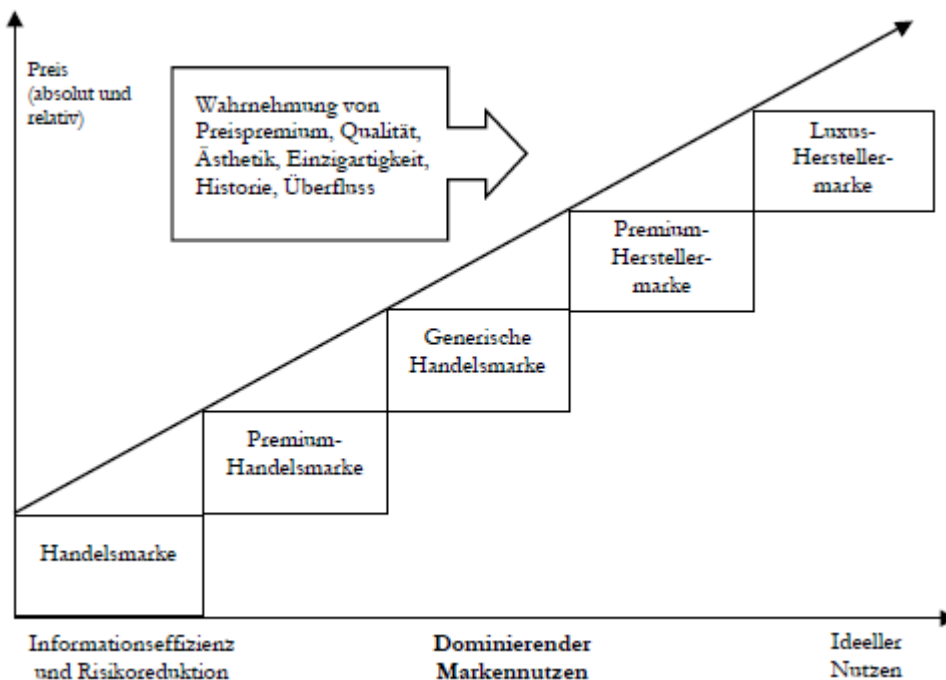 Preis
(absolut und
relativ)
Wahrnehmung von
Preispremium, Qualität,
Ästhetik, Einzigartigkeit,
Historie, Überfluss
Luxus-
Hersteller-
marke
Premium-
Hersteller-
marke
Generische
Handelsmarke
Premium-
Handelsmarke
Handelsmarke
Informationseffizienz
und Risikoreduktion
Dominierender
Markennutzen
Ideeller
Nutzen